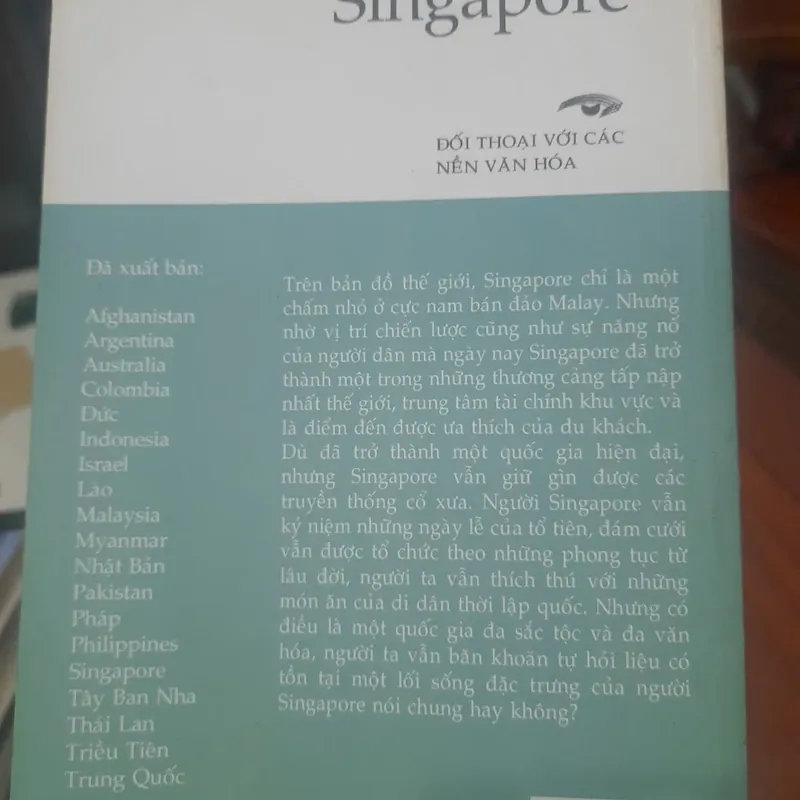 Singapore
ĐỐI THOẠI VỚI CÁC
NỀN VĂN HÓA
Đã xuất bản:
Afghanistan
Argentina
Australia
Colombia
Đức
Indonesia
Israel
Lào
Malaysia
Myanmar
Nhật Bản
Pakistan
Pháp
Philippines
Singapore
Tây Ban Nha
Thái Lan
Triều Tiên
Trung Quốc
Trên bản đồ thế giới, Singapore chỉ là một
chấm nhỏ ở cực nam bán đảo Malay. Nhưng
nhờ vị trí chiến lược cũng như sự năng nổ
của người dân mà ngày nay Singapore đã trở
thành một trong những thương cảng tấp nập
nhất thế giới, trung tâm tài chính khu vực và
là điểm đến được ưa thích của du khách.
Dù đã trở thành một quốc gia hiện đại,
nhưng Singapore vẫn giữ gìn được các
truyền thống cổ xưa. Người Singapore vẫn
kỷ niệm những ngày lễ của tổ tiên, đám cưới
vẫn được tổ chức theo những phong tục từ
lâu đời, người ta vẫn thích thú với những
món ăn của di dân thời lập quốc. Nhưng có
điều là một quốc gia đa sắc tộc và đa văn
hóa, người ta vẫn băn khoăn tự hỏi liệu có
tồn tại một lối sống đặc trưng của người
Singapore nói chung hay không?